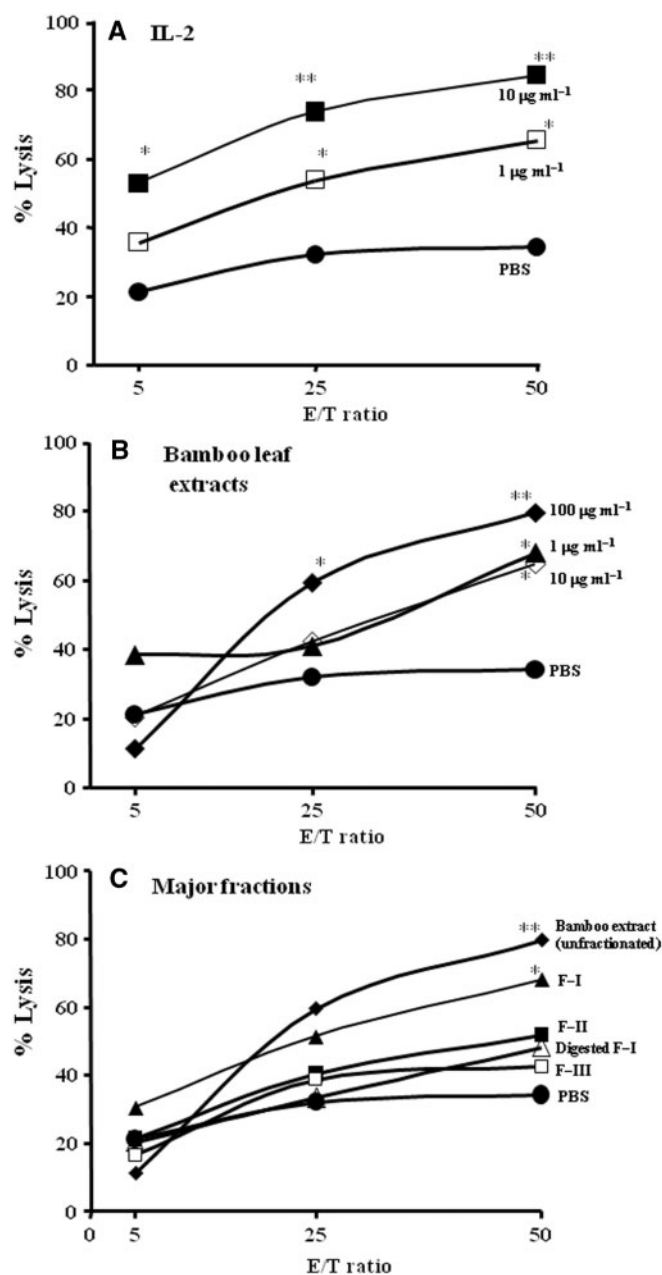 A IL-2
100
80
60
40
20
0
% Lysis
* ** **
10 µg ml⁻¹
* *
1 µg ml⁻¹
PBS
5 25 50
E/T ratio
B Bamboo leaf
extracts
100
80
60
40
20
0
% Lysis
* **
100 µg ml⁻¹
*
1 µg ml⁻¹
*
10 µg ml⁻¹
PBS
5 25 50
E/T ratio
C Major fractions
100
80
60
40
20
0
% Lysis
**
Bamboo extract
(unfractionated)
*
F-I
F-II
Digested F-I
F-III
PBS
0 5 25 50
E/T ratio